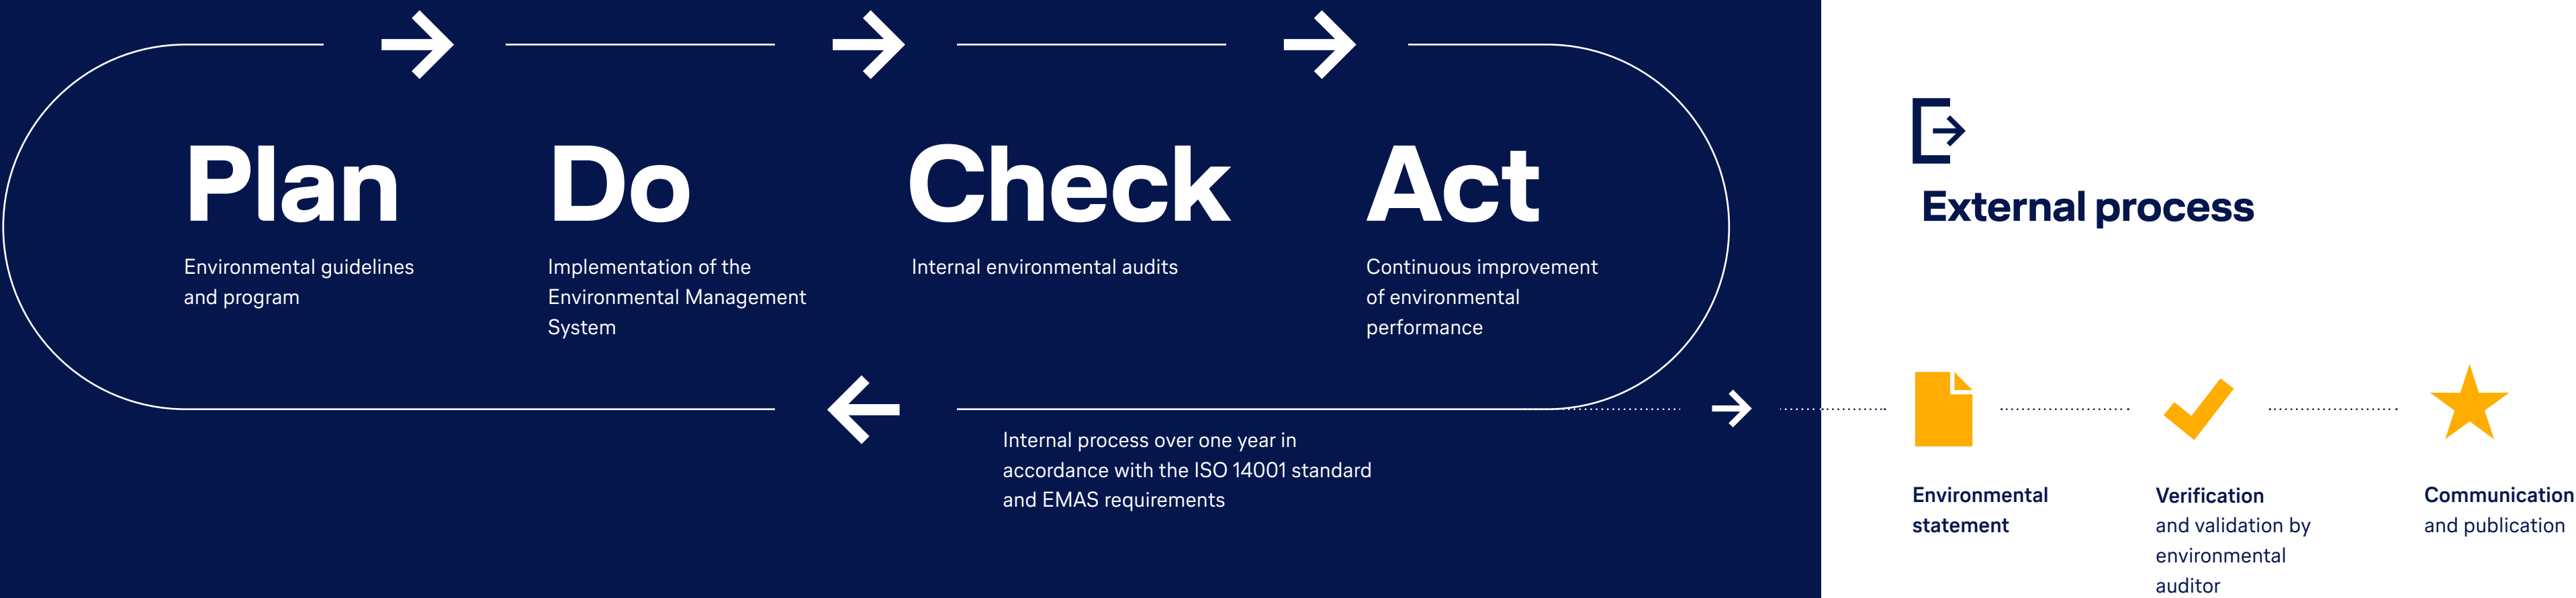 Plan
Environmental guidelines
and program
Do
Implementation of the
Environmental Management
System
Check
Internal environmental audits
Act
Continuous improvement
of environmental
performance
Internal process over one year in
accordance with the ISO 14001 standard
and EMAS requirements
External process
Environmental
statement
Verification
and validation by
environmental
auditor
Communication
and publication